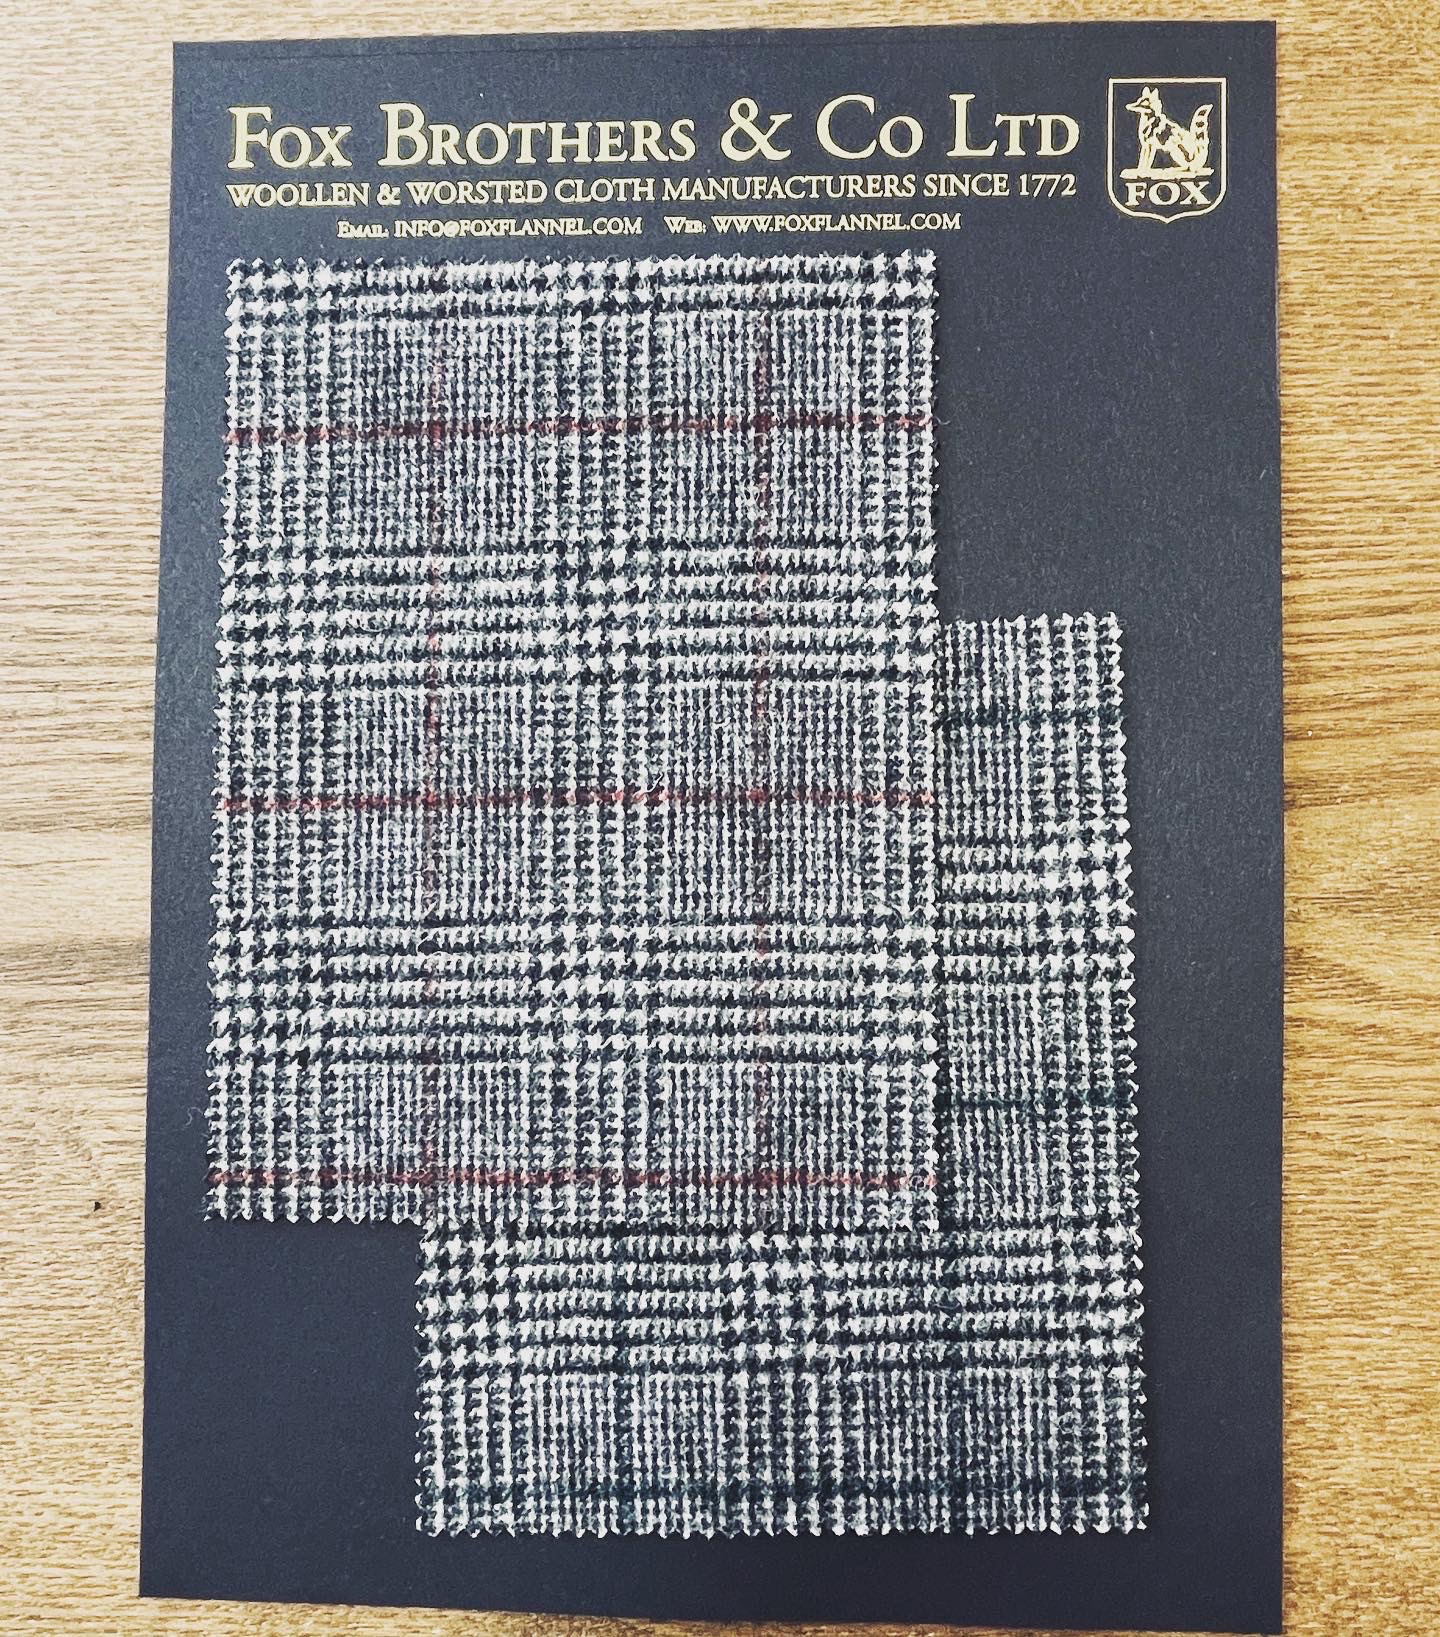 FOX BROTHERS & CO LTD
WOOLLEN & WORSTED CLOTH MANUFACTURERS SINCE 1772
EMAIL: INFO@FOXFLANNEL.COM WEB: WWW.FOXFLANNEL.COM
FOX